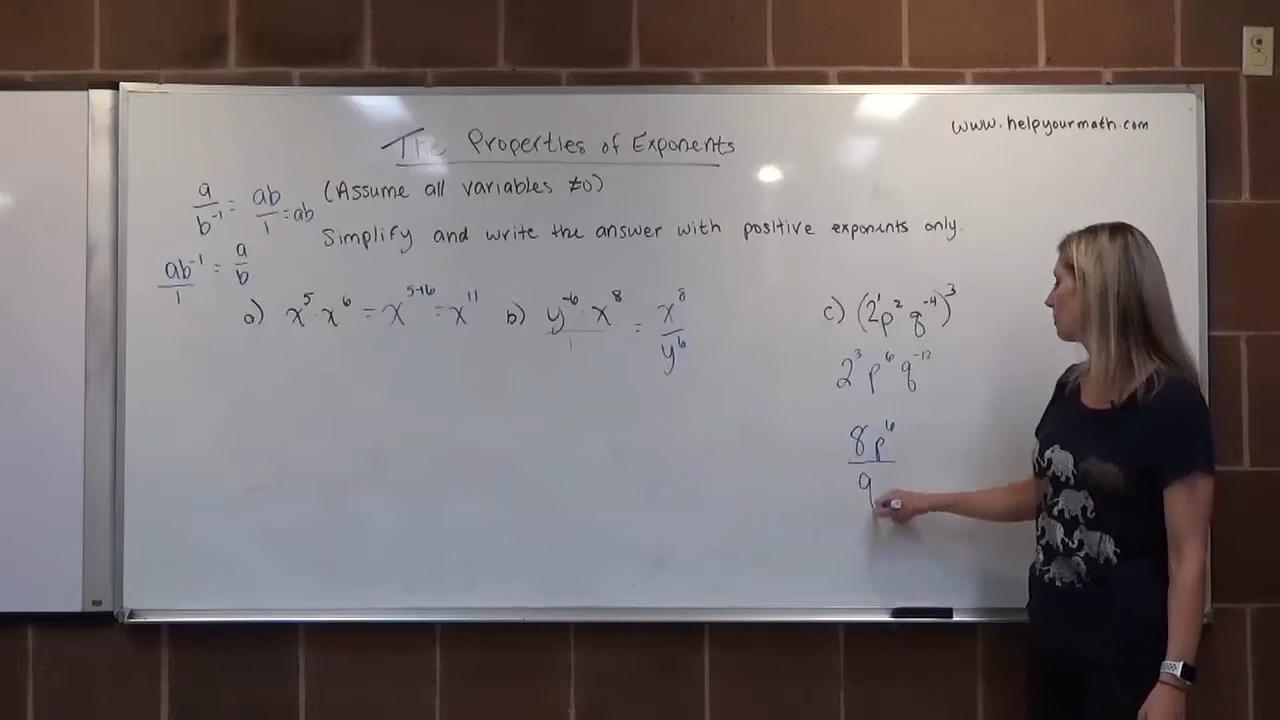 www.helpyourmath.com
The Properties of Exponents
a/b⁻¹ = ab/1 = ab (Assume all variables ≠0)
Simplify and write the answer with positive exponents only.
ab⁻¹/1 = a/b
a) x⁵·x⁶ = x⁵⁺⁶ = x¹¹ b) y⁻⁶·x⁸/1 = x⁸/y⁶ c) (2¹p²q⁻⁴)³
2³p⁶q⁻¹²
8p⁶
q